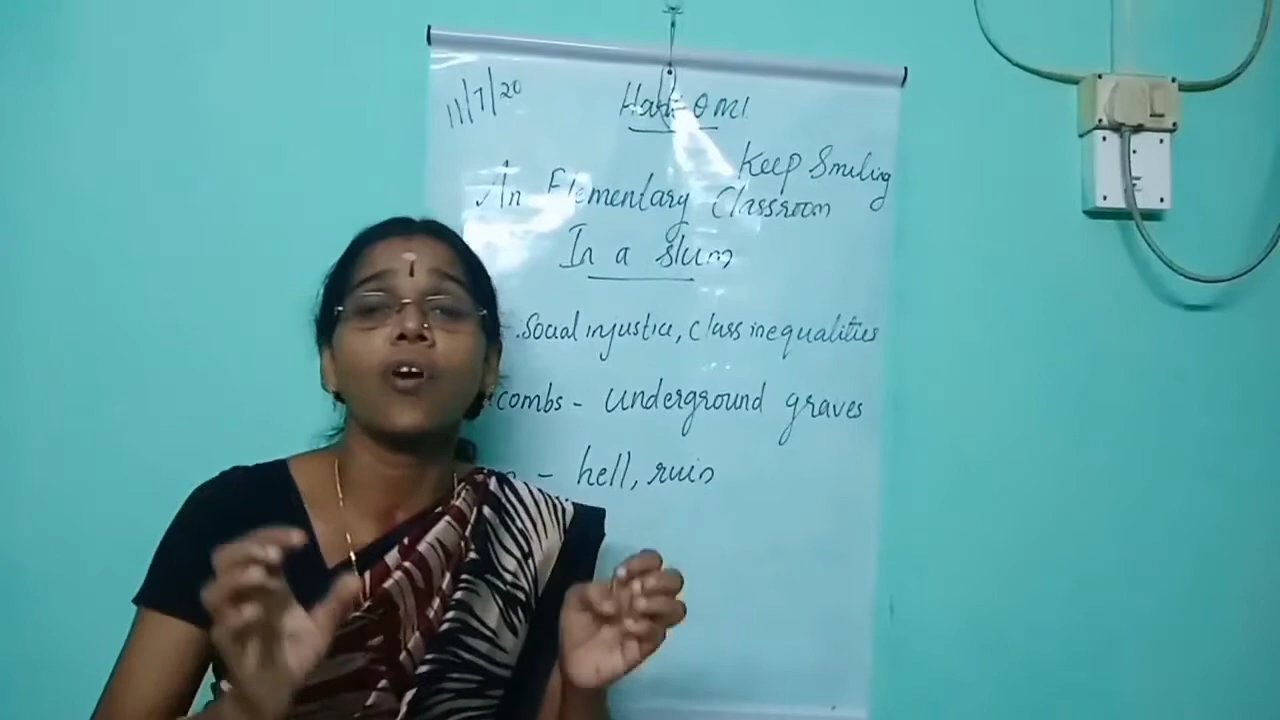 11/7/20
Hari OM!
Keep Smiling
An Elementary Classroom
In a slum
Social injustice, class inequalities
combs - underground graves
- hell, ruin